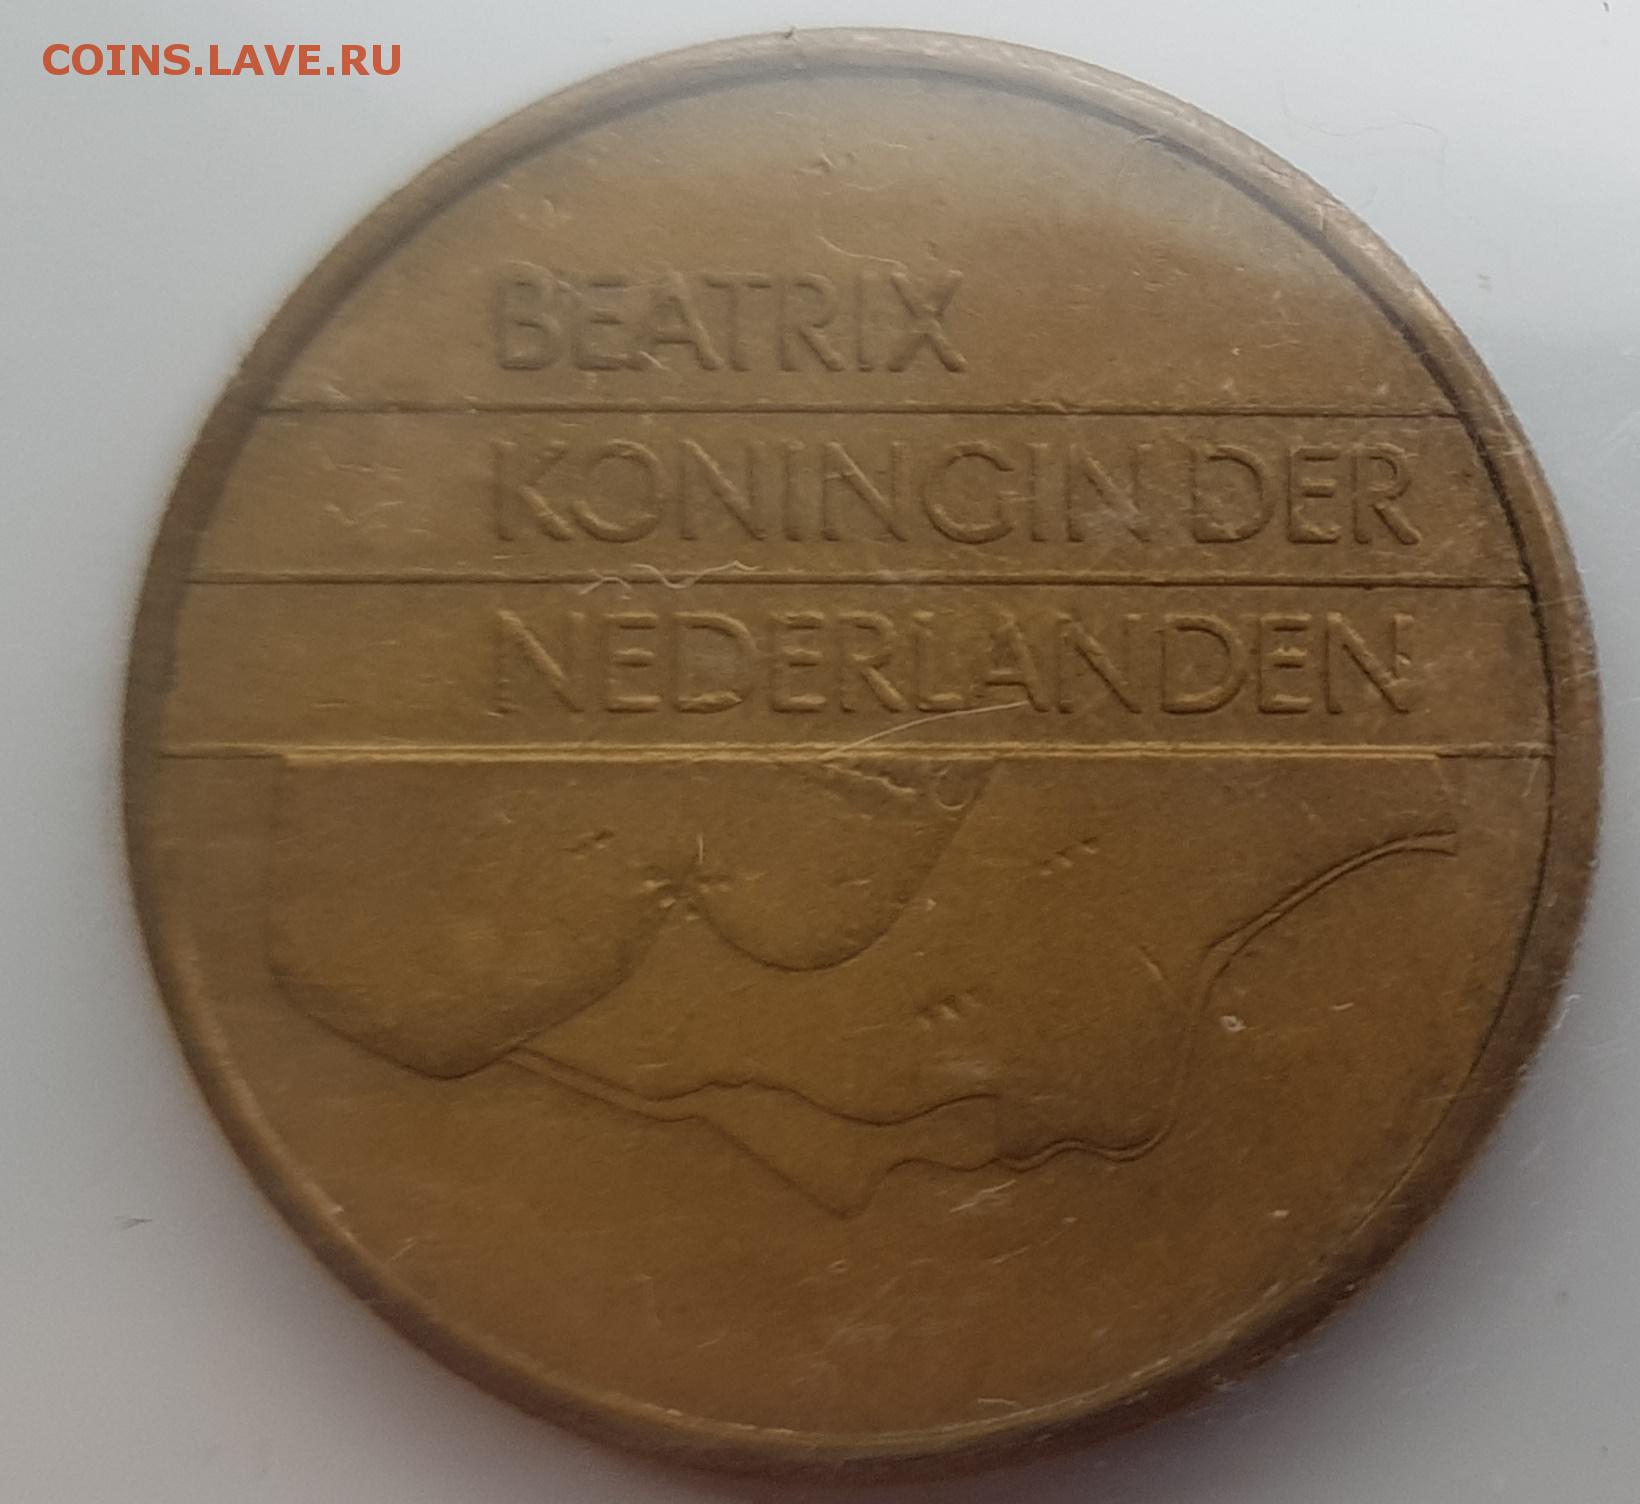 COINS.LAVE.RU
BEATRIX
KONINGIN DER
NEDERLANDEN